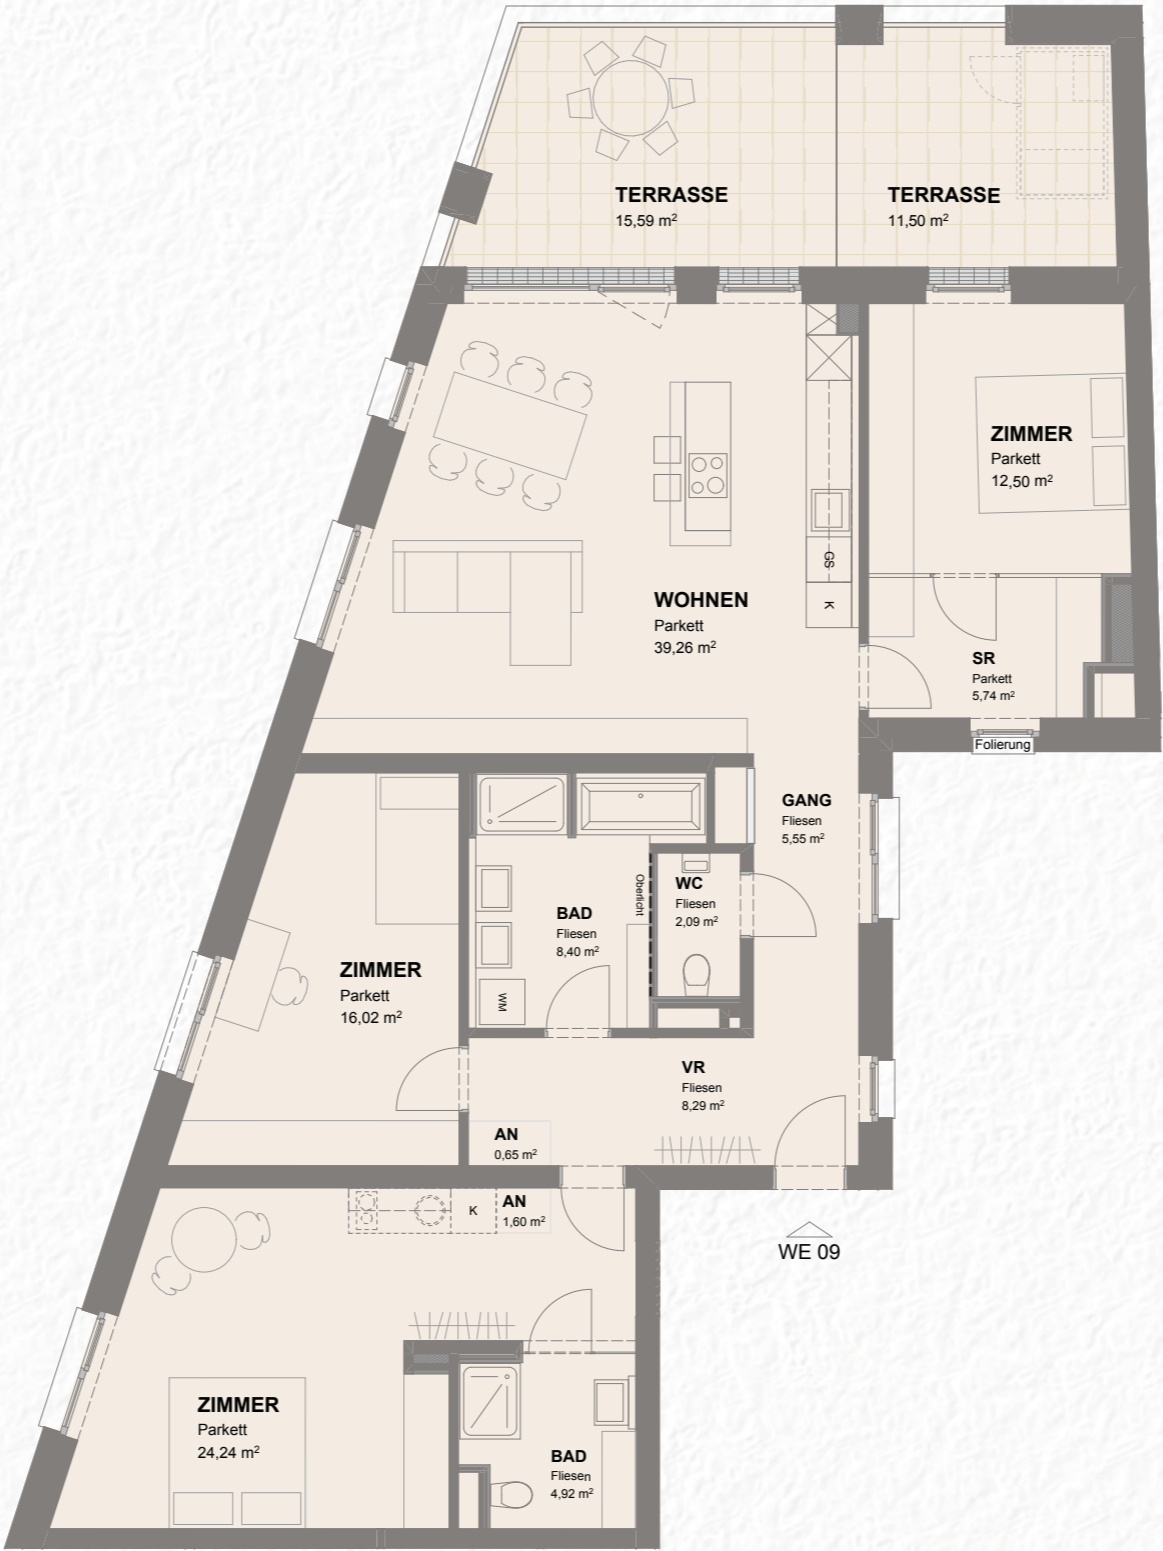 TERRASSE
15,59 m²
TERRASSE
11,50 m²
ZIMMER
Parkett
12,50 m²
GS
K
WOHNEN
Parkett
39,26 m²
SR
Parkett
5,74 m²
Folierung
GANG
Fliesen
5,55 m²
WC
Fliesen
2,09 m²
Oberlicht
BAD
Fliesen
8,40 m²
WM
ZIMMER
Parkett
16,02 m²
VR
Fliesen
8,29 m²
AN
0,65 m²
K
AN
1,60 m²
WE 09
ZIMMER
Parkett
24,24 m²
BAD
Fliesen
4,92 m²